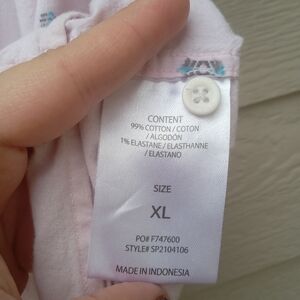 CONTENT
99% COTTON / COTON
/ ALGODÓN
1% ELASTANE / ELASTHANNE
/ ELASTANO
SIZE
XL
PO# F747600
STYLE# SP2104106
MADE IN INDONESIA